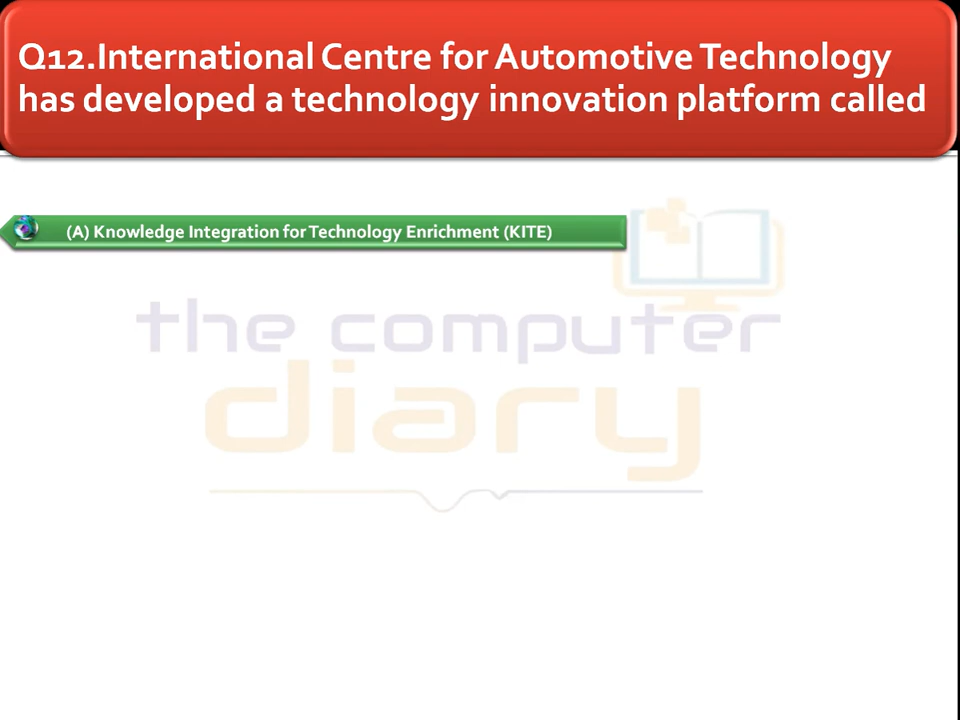 Q12.International Centre for Automotive Technology
has developed a technology innovation platform called
(A) Knowledge Integration for Technology Enrichment (KITE)
the computer
diary